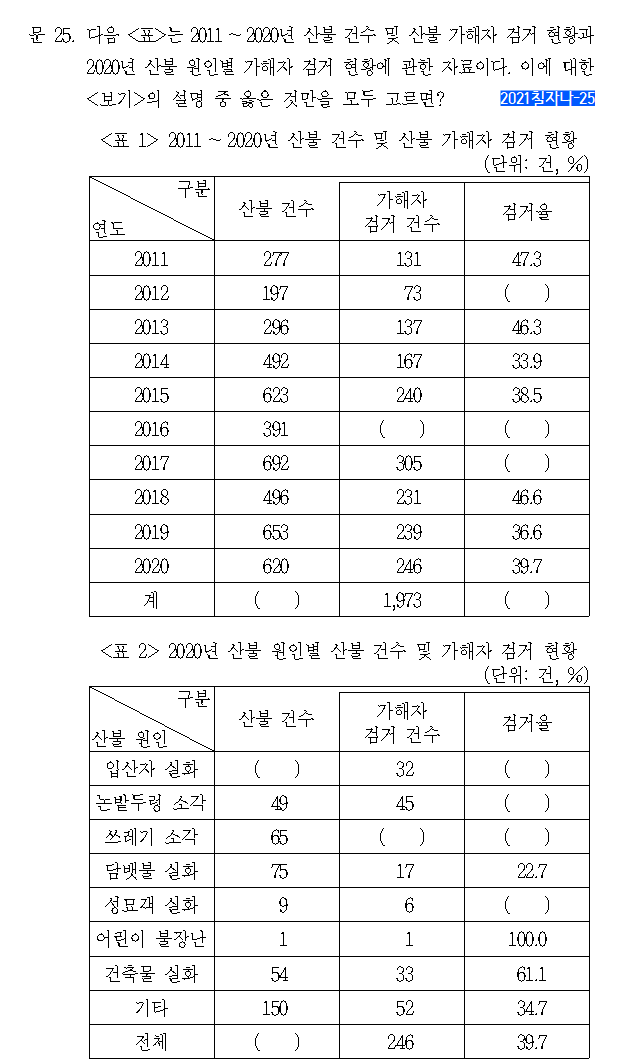 문 25. 다음 <표>는 2011 ~ 2020년 산불 건수 및 산불 가해자 검거 현황과
2020년 산불 원인별 가해자 검거 현황에 관한 자료이다. 이에 대한
<보기>의 설명 중 옳은 것만을 모두 고르면? 2021칠자나-25
<표 1> 2011 ~ 2020년 산불 건수 및 산불 가해자 검거 현황
(단위: 건, %)
구분
연도 산불 건수 가해자 검거 건수 검거율
2011 277 131 47.3
2012 197 73 ( )
2013 296 137 46.3
2014 492 167 33.9
2015 623 240 38.5
2016 391 ( ) ( )
2017 692 305 ( )
2018 496 231 46.6
2019 653 239 36.6
2020 620 246 39.7
계 ( ) 1,973 ( )
<표 2> 2020년 산불 원인별 산불 건수 및 가해자 검거 현황
(단위: 건, %)
구분
산불 원인 산불 건수 가해자 검거 건수 검거율
입산자 실화 ( ) 32 ( )
논밭두렁 소각 49 45 ( )
쓰레기 소각 65 ( ) ( )
담뱃불 실화 75 17 22.7
성묘객 실화 9 6 ( )
어린이 불장난 1 1 100.0
건축물 실화 54 33 61.1
기타 150 52 34.7
전체 ( ) 246 39.7